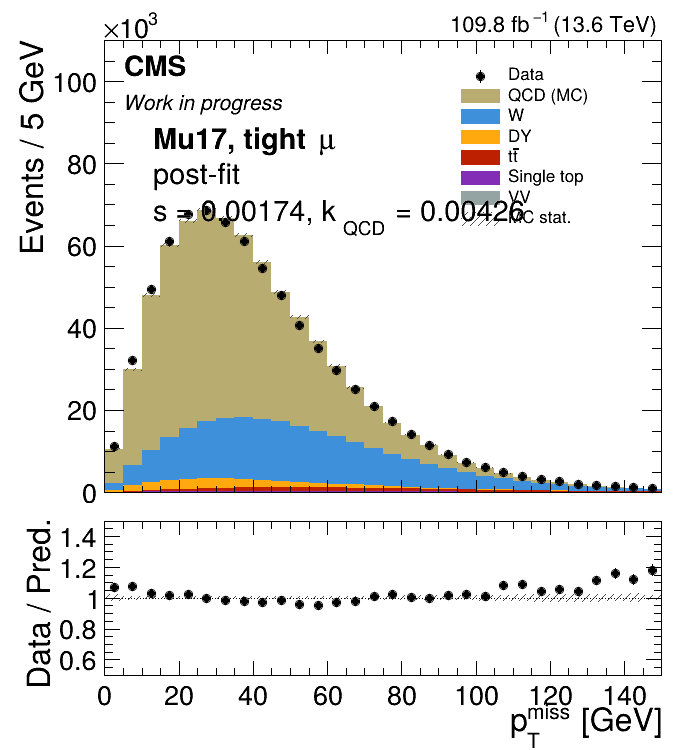 ×10³
109.8 fb⁻¹ (13.6 TeV)
Events / 5 GeV
100
80
60
40
20
0
CMS
Work in progress
Mu17, tight μ
post-fit
s = 0.00174, k_QCD = 0.00426
Data
QCD (MC)
W
DY
tt̄
Single top
VV
MC stat.
Data / Pred.
1.4
1.2
1
0.8
0.6
0 20 40 60 80 100 120 140
p_T^miss [GeV]